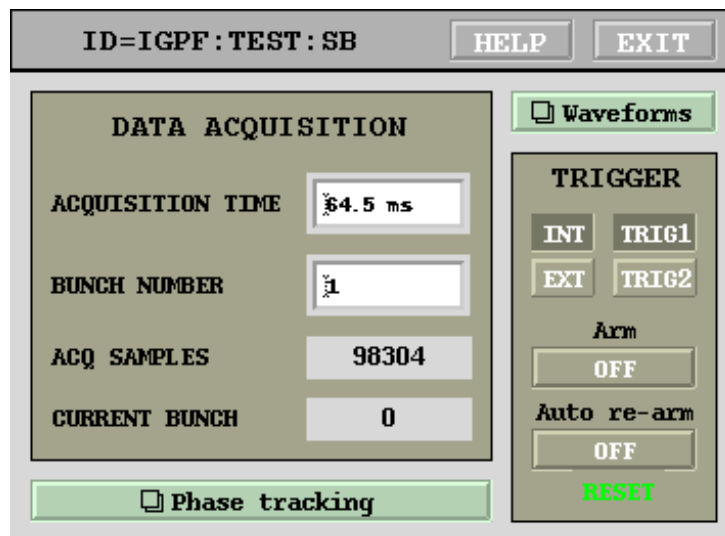 ID=IGPF:TEST:SB HELP EXIT
DATA ACQUISITION
ACQUISITION TIME 64.5 ms
BUNCH NUMBER 1
ACQ SAMPLES 98304
CURRENT BUNCH 0
Phase tracking
Waveforms
TRIGGER
INT TRIG1
EXT TRIG2
Arm
OFF
Auto re-arm
OFF
RESET